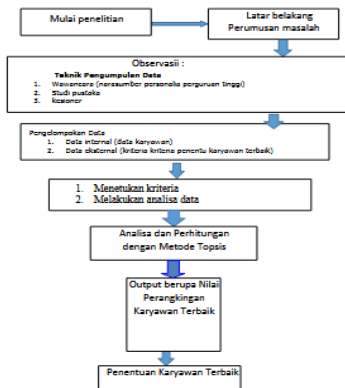 Mulai penelitian
Latar belakang
Perumusan masalah
Observasii :
Teknik Pengumpulan Data
1. Wawancara (narasumber personalia perguruan tinggi)
2. Studi pustaka
3. kesioner
Pengelompokan Data
1. Data internal (data karyawan)
2. Data eksternal (kriteria kriteria penentu karyawan terbaik)
1. Menetukan kriteria
2. Melakukan analisa data
Analisa dan Perhitungan
dengan Metode Topsis
Output berupa Nilai
Perangkingan
Karyawan Terbaik
Penentuan Karyawan Terbaik